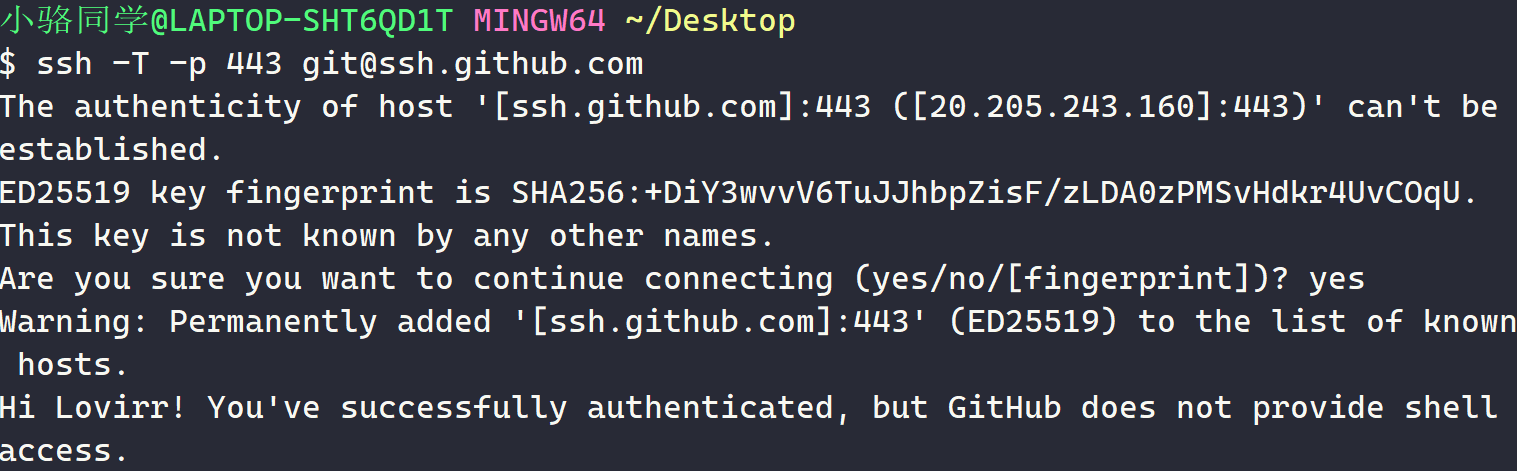 小骆同学@LAPTOP-SHT6QD1T MINGW64 ~/Desktop
$ ssh -T -p 443 git@ssh.github.com
The authenticity of host '[ssh.github.com]:443 ([20.205.243.160]:443)' can't be
established.
ED25519 key fingerprint is SHA256:+DiY3wvvV6TuJJhbpZisF/zLDA0zPMSvHdkr4UvCOqU.
This key is not known by any other names.
Are you sure you want to continue connecting (yes/no/[fingerprint])? yes
Warning: Permanently added '[ssh.github.com]:443' (ED25519) to the list of known
 hosts.
Hi Lovirr! You've successfully authenticated, but GitHub does not provide shell
access.